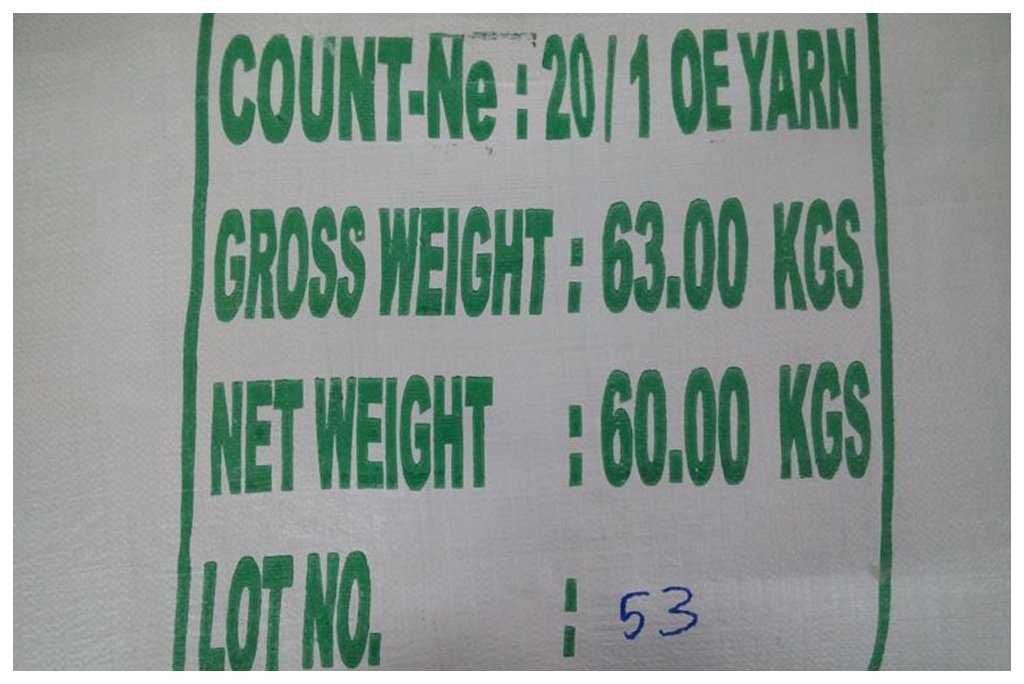 COUNT-Ne : 20/1 OE YARN
GROSS WEIGHT : 63.00 KGS
NET WEIGHT : 60.00 KGS
LOT NO. : 53